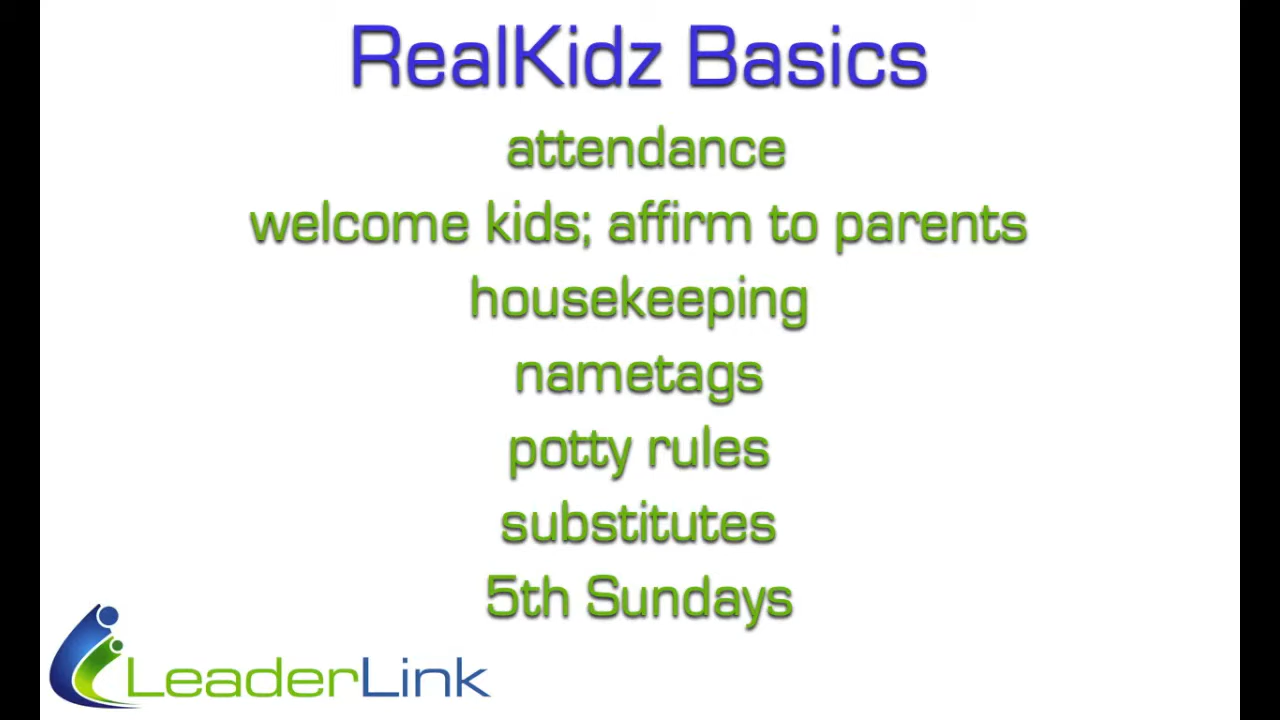 RealKidz Basics
attendance
welcome kids; affirm to parents
housekeeping
nametags
potty rules
substitutes
5th Sundays
LeaderLink